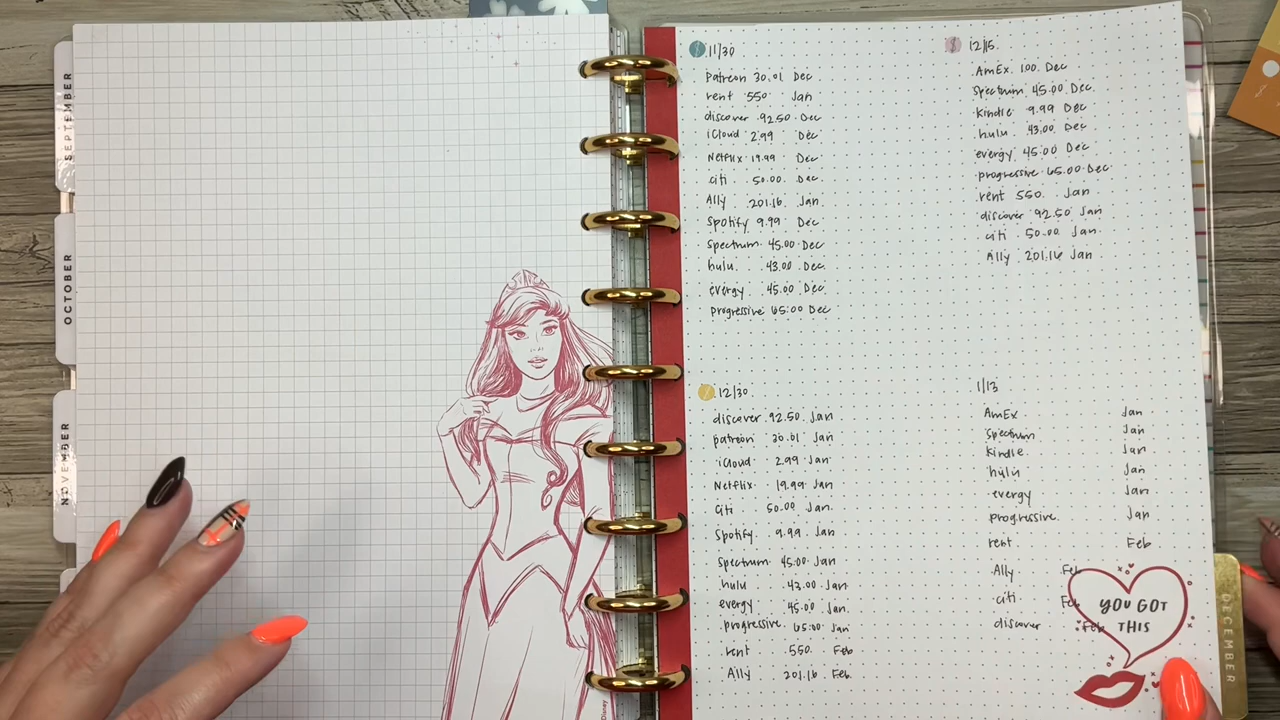 SEPTEMBER
OCTOBER
NOVEMBER
Disney
11/30
Patreon 30.01 Dec
rent 550 Jan
discover 92.50 Dec
iCloud 2.99 Dec
Netflix 19.99 Dec
citi 50.00 Dec
Ally 201.16 Jan
Spotify 9.99 Dec
Spectrum 45.00 Dec
hulu 43.00 Dec
evergy 45.00 Dec
progressive 65.00 Dec
12/15
AmEx 100. Dec
Spectrum 45.00 Dec
Kindle 9.99 Dec
hulu 43.00 Dec
evergy 45.00 Dec
progressive 65.00 Dec
rent 550. Jan
discover 92.50 Jan
citi 50.00 Jan
Ally 201.16 Jan
12/30
discover 92.50 Jan
patreon 30.01 Jan
iCloud 2.99 Jan
Netflix 19.99 Jan
Citi 50.00 Jan
Spotify 9.99 Jan
Spectrum 45.00 Jan
hulu 43.00 Jan
evergy 45.00 Jan
progressive 65.00 Jan
rent 550. Feb
Ally 201.16 Feb
1/13
AmEx Jan
Spectrum Jan
Kindle Jan
hulu Jan
evergy Jan
progressive Jan
rent Feb
Ally Feb
citi Feb
discover Feb
YOU GOT
THIS
DECEMBER